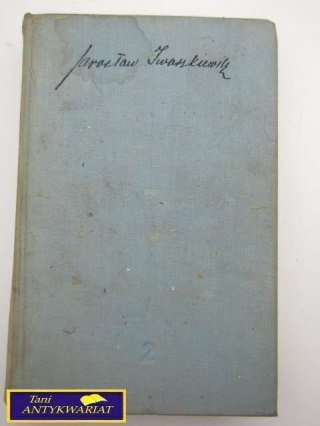 Jarosław Iwaszkiewicz
2
Tani
ANTYKWARIAT